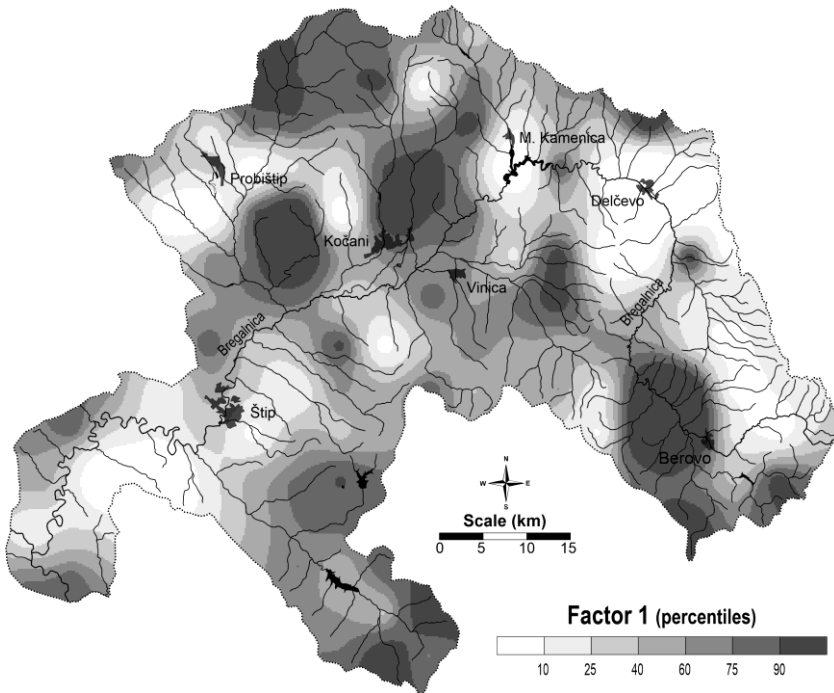 M. Kamenica
Probištip
Delčevo
Kočani
Vinica
Bregalnica
Bregalnica
Štip
Berovo
N
W E
S
Scale (km)
0 5 10 15
Factor 1 (percentiles)
10 25 40 60 75 90